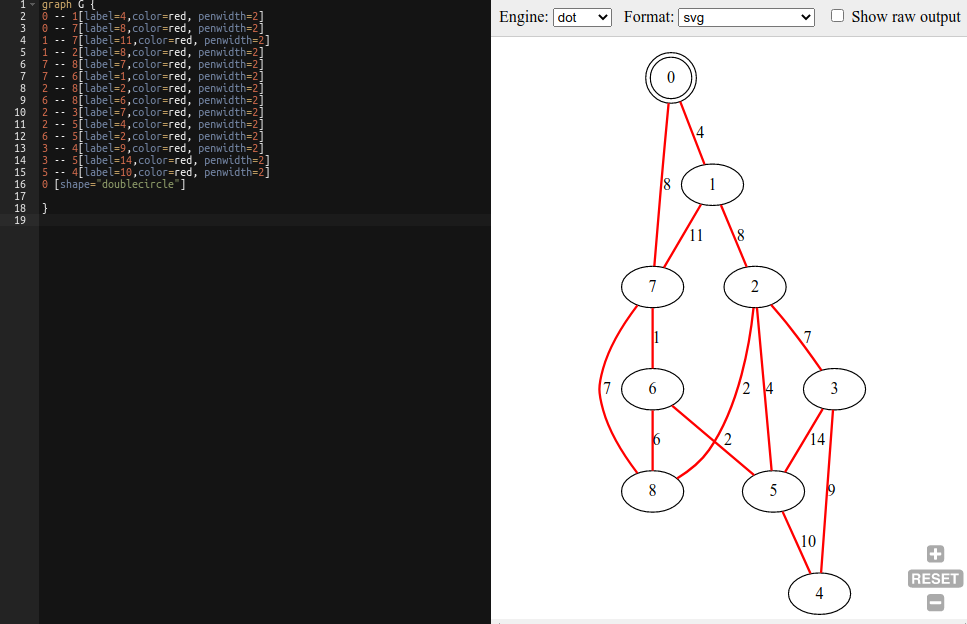 1 graph G {
2 0 -- 1[label=4,color=red, penwidth=2]
3 0 -- 7[label=8,color=red, penwidth=2]
4 1 -- 7[label=11,color=red, penwidth=2]
5 1 -- 2[label=8,color=red, penwidth=2]
6 7 -- 8[label=7,color=red, penwidth=2]
7 7 -- 6[label=1,color=red, penwidth=2]
8 2 -- 8[label=2,color=red, penwidth=2]
9 6 -- 8[label=6,color=red, penwidth=2]
10 2 -- 3[label=7,color=red, penwidth=2]
11 2 -- 5[label=4,color=red, penwidth=2]
12 6 -- 5[label=2,color=red, penwidth=2]
13 3 -- 4[label=9,color=red, penwidth=2]
14 3 -- 5[label=14,color=red, penwidth=2]
15 5 -- 4[label=10,color=red, penwidth=2]
16 0 [shape="doublecircle"]
17
18 }
19
Engine: dot Format: svg Show raw output
0
4
8 1
11 8
7 2
1 7
7 6 2 4 3
6 2 14
8 5 9
10
4
+
RESET
−